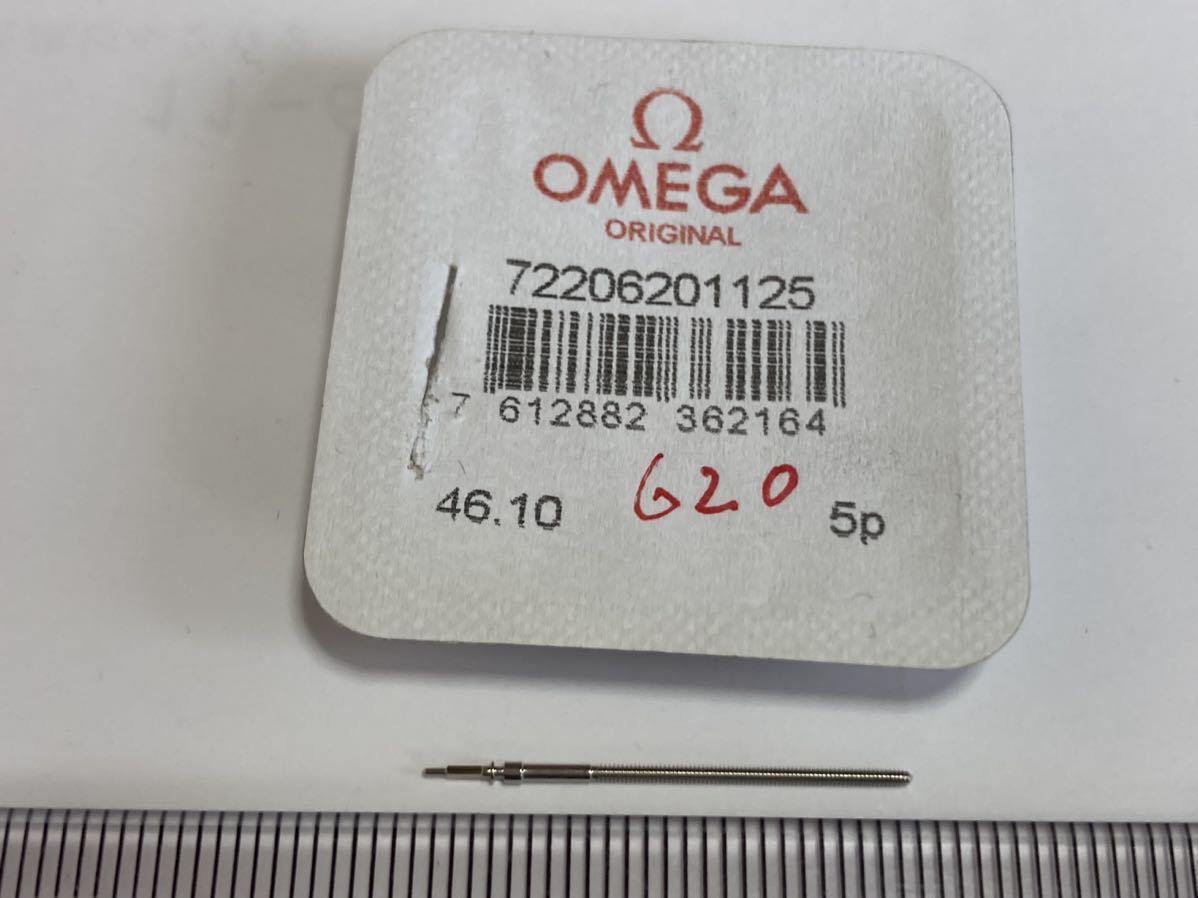 Ω
OMEGA
ORIGINAL
72206201125
7 612882 362164
46.10 620 5p